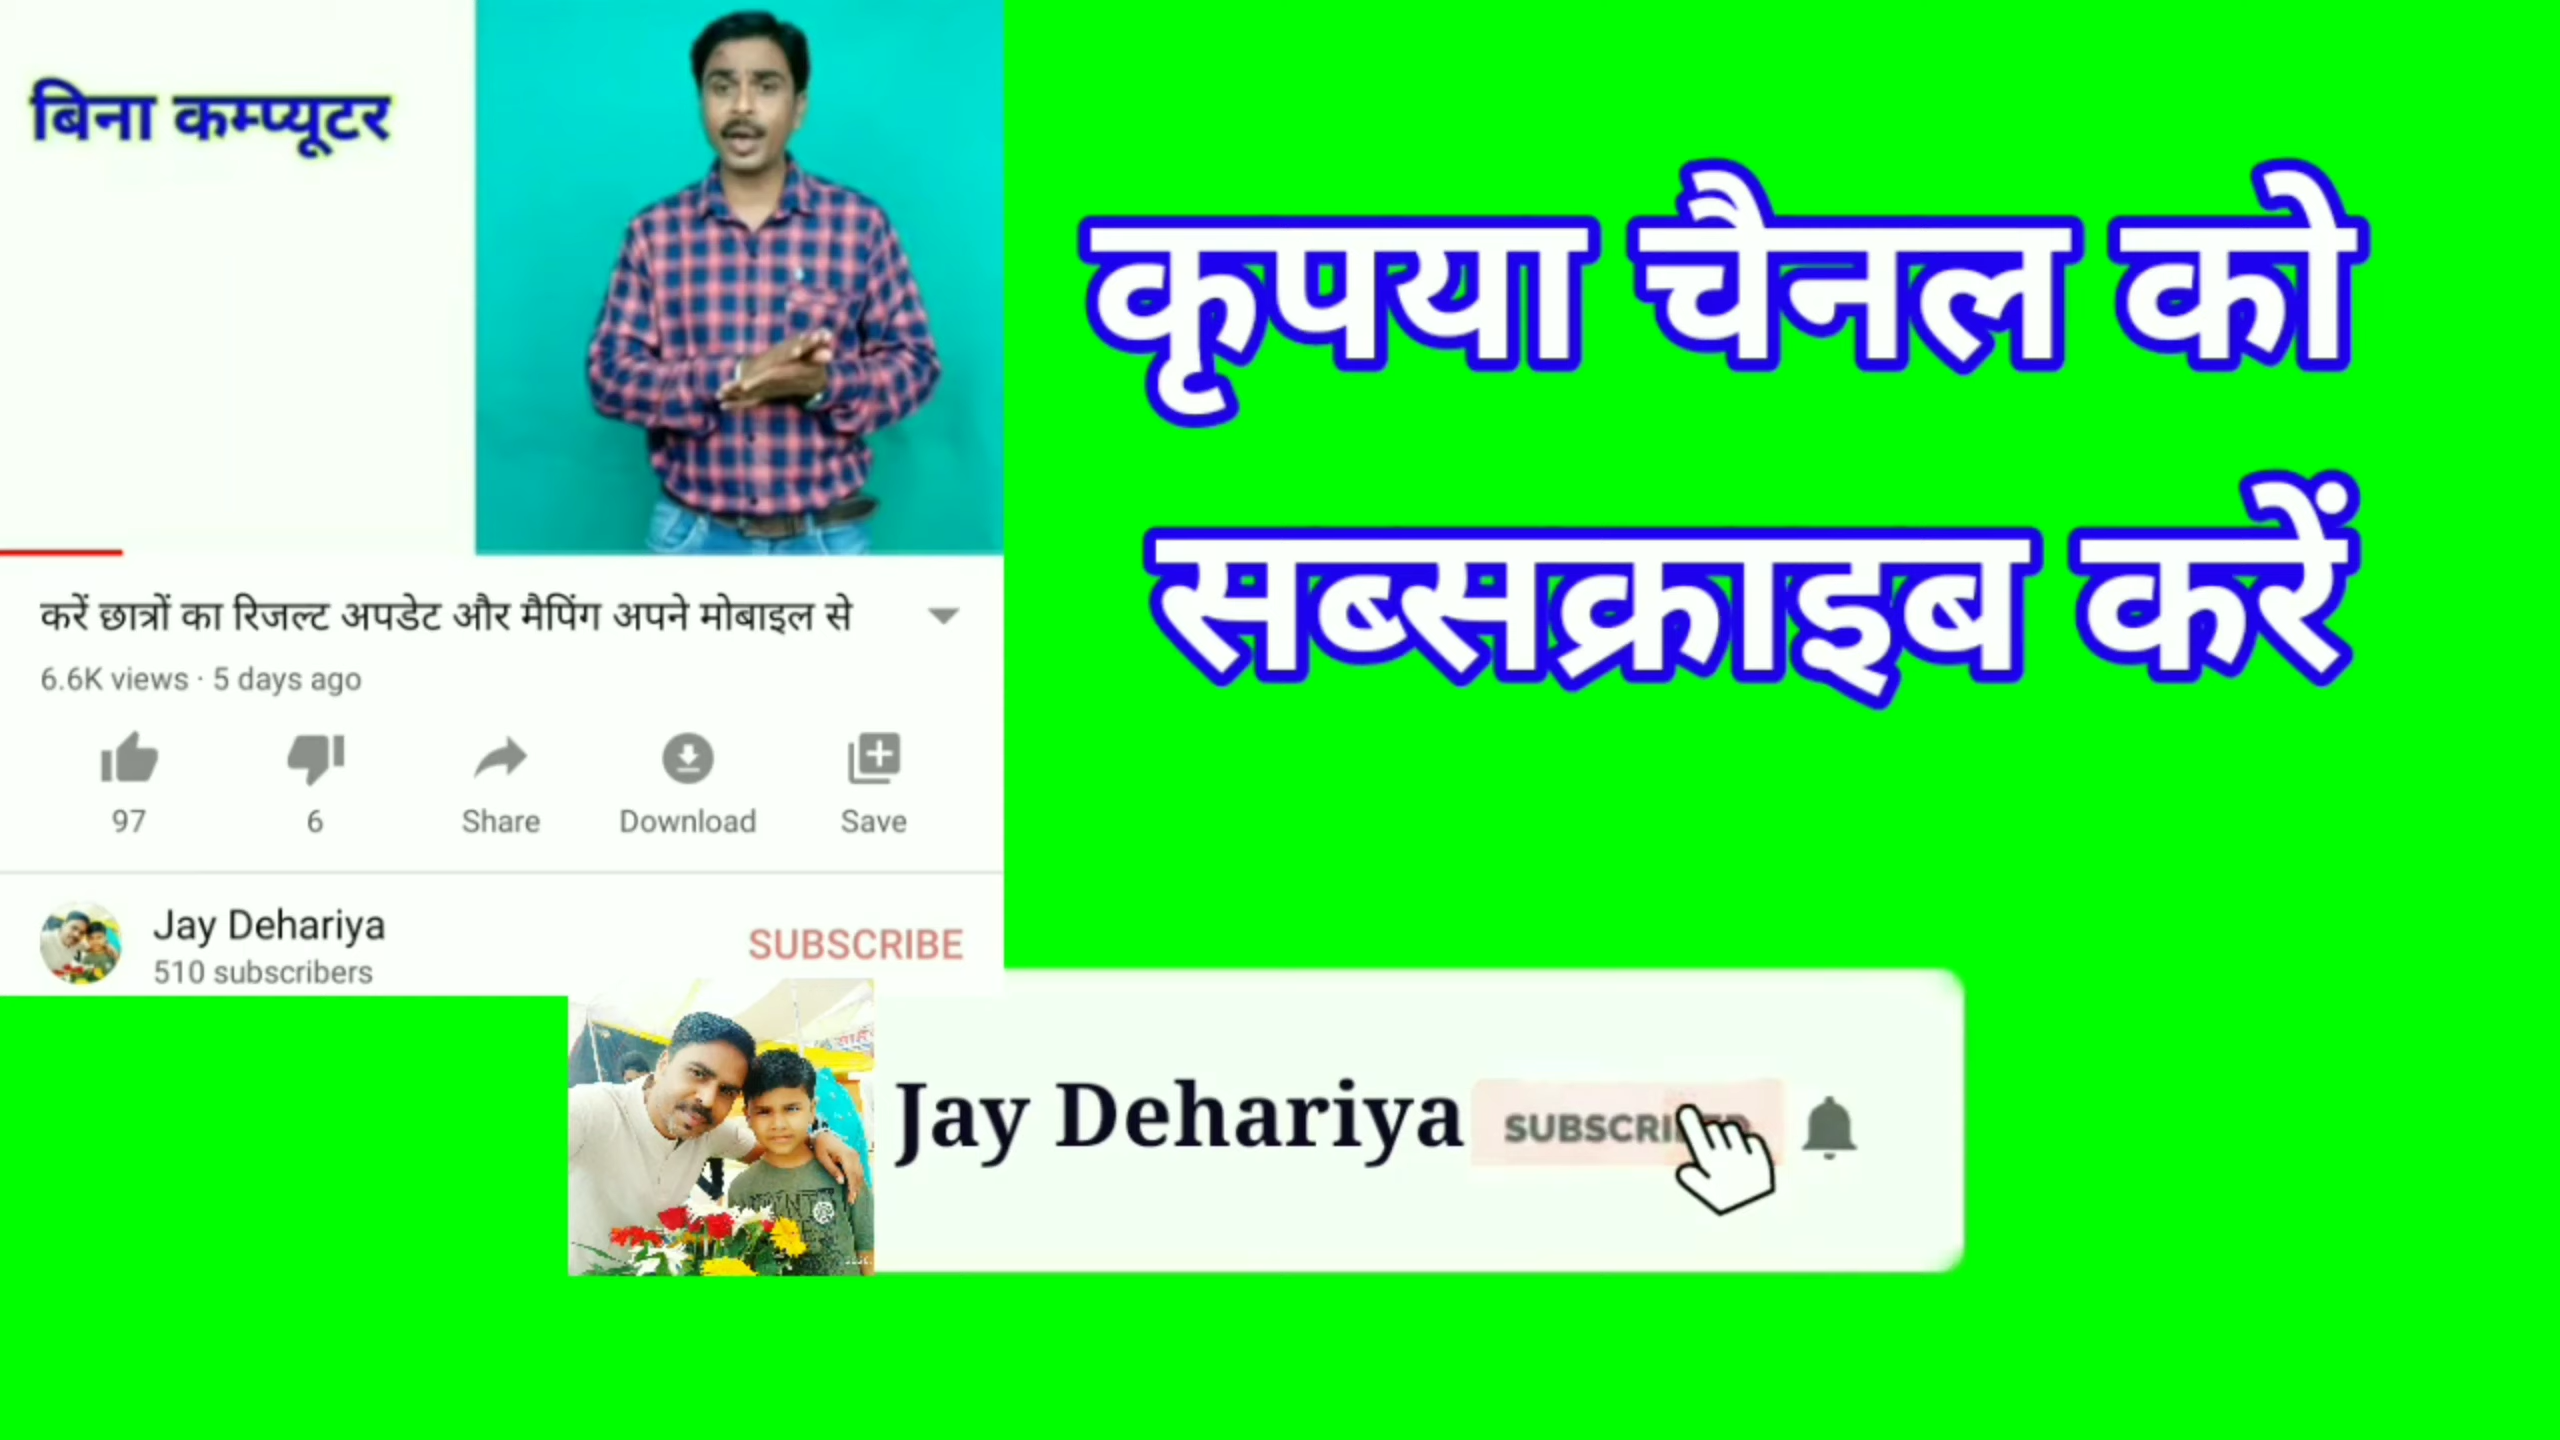 बिना कम्प्यूटर
करें छात्रों का रिजल्ट अपडेट और मैपिंग अपने मोबाइल से
6.6K views · 5 days ago
97
6
Share
Download
Save
Jay Dehariya
510 subscribers
SUBSCRIBE
कृपया चैनल को
सब्सक्राइब करें
Jay Dehariya
SUBSCRIBED